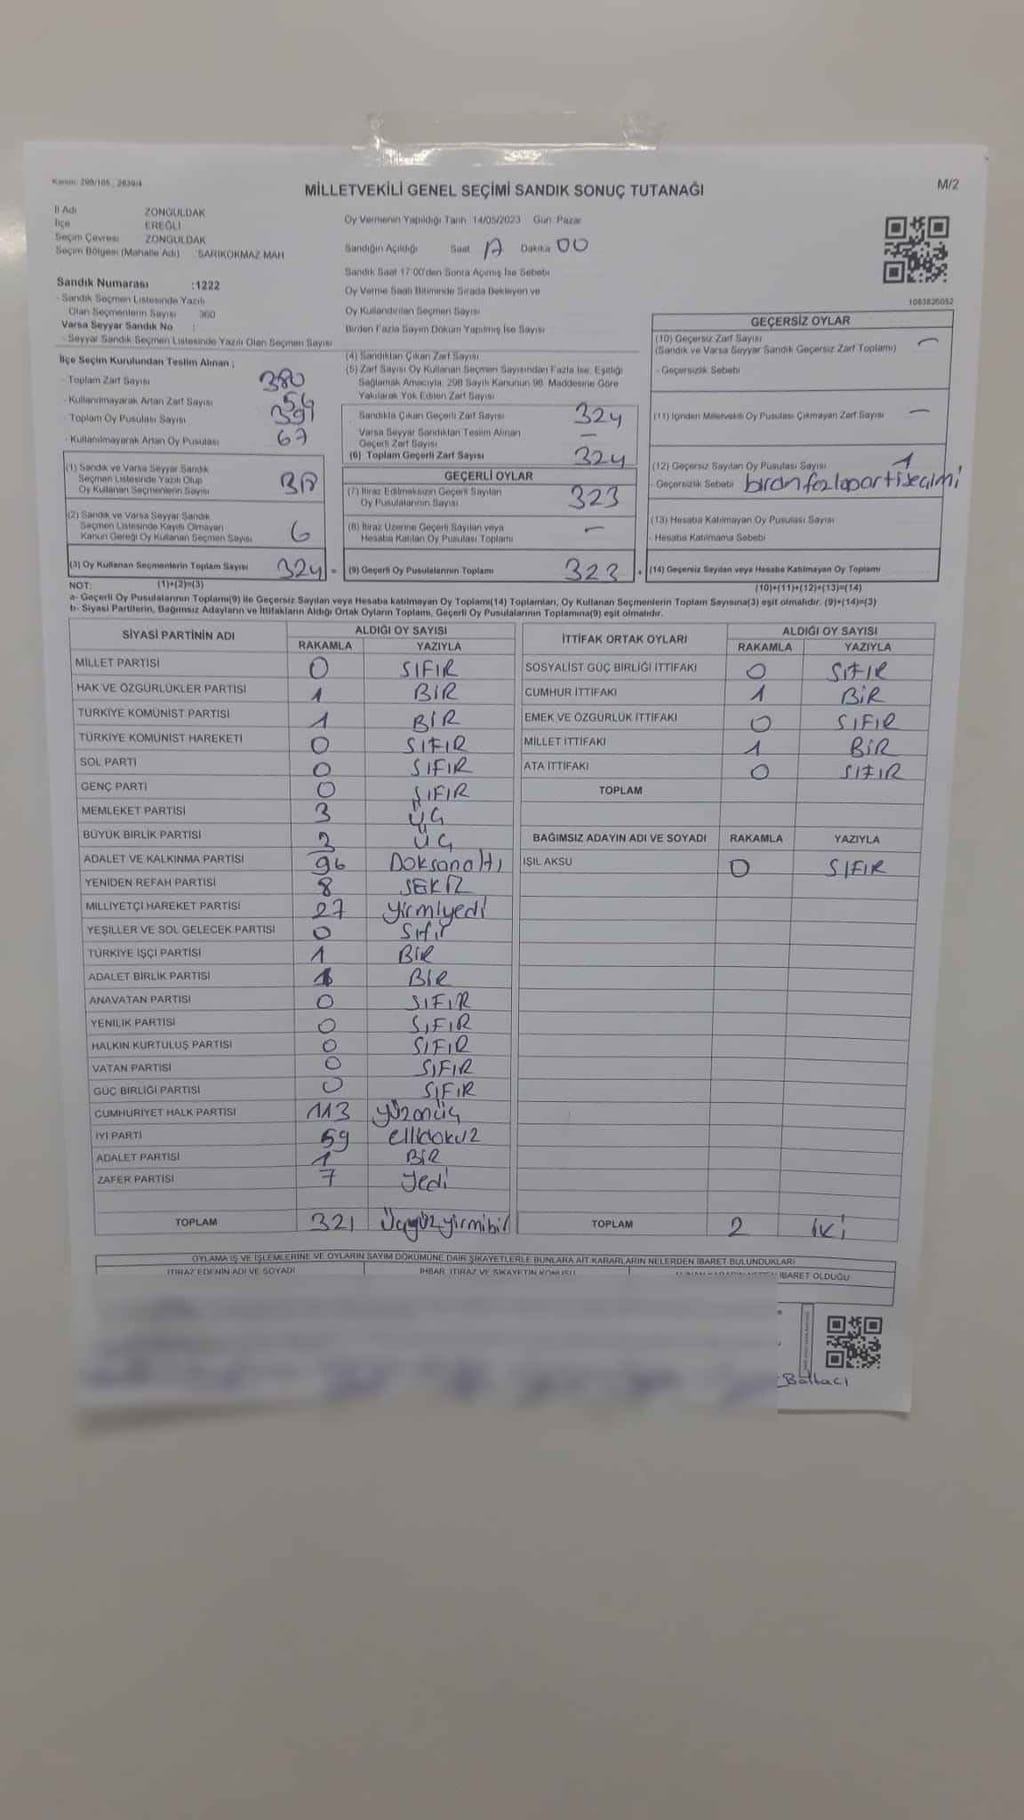 Kanun: 298/105 , 2839/4
M/2
MİLLETVEKİLİ GENEL SEÇİMİ SANDIK SONUÇ TUTANAĞI
İl Adı ZONGULDAK
İlçe EREĞLİ
Seçim Çevresi ZONGULDAK
Seçim Bölgesi (Mahalle Adı) SARIKORMAZ MAH
Sandık Numarası :1222
- Sandık Seçmen Listesinde Yazılı
Olan Seçmenlerin Sayısı 360
Varsa Seyyar Sandık No :
- Seyyar Sandık Seçmen Listesinde Yazılı Olan Seçmen Sayısı
Oy Vermenin Yapıldığı Tarih 14/05/2023 Gün Pazar
Sandığın Açıldığı Saat 17 Dakika 00
Sandık Saat 17:00'den Sonra Açımış İse Sebebi
Oy Verme Saati Bitiminde Sırada Bekleyen ve
Oy Kullandırılan Seçmen Sayısı
Birden Fazla Sayım Döküm Yapılmış İse Sayısı
1083826052
İlçe Seçim Kurulundan Teslim Alınan ;
- Toplam Zarf Sayısı 380
- Kullanılmayarak Artan Zarf Sayısı 56
- Toplam Oy Pusulası Sayısı 391
- Kullanılmayarak Artan Oy Pusulası 67
(1) Sandık ve Varsa Seyyar Sandık
Seçmen Listesinde Yazılı Olup
Oy Kullanan Seçmenlerin Sayısı 318
(2) Sandık ve Varsa Seyyar Sandık
Seçmen Listesinde Kayıtlı Olmayan
Kanun Gereği Oy Kullanan Seçmen Sayısı 6
(3) Oy Kullanan Seçmenlerin Toplam Sayısı 324 =
(4) Sandıktan Çıkan Zarf Sayısı
(5) Zarf Sayısı Oy Kullanan Seçmen Sayısından Fazla İse, Eşitliği
Sağlamak Amacıyla, 298 Sayılı Kanunun 98. Maddesine Göre
Yakılarak Yok Edilen Zarf Sayısı
Sandıkta Çıkan Geçerli Zarf Sayısı 324
Varsa Seyyar Sandıktan Teslim Alınan
Geçerli Zarf Sayısı –
(6) Toplam Geçerli Zarf Sayısı 324
GEÇERLİ OYLAR
(7) İtiraz Edilmeksizin Geçerli Sayılan
Oy Pusulalarının Sayısı 323
(8) İtiraz Üzerine Geçerli Sayılan veya
Hesaba Katılan Oy Pusulası Toplamı –
(9) Geçerli Oy Pusulalarının Toplamı 323 +
GEÇERSİZ OYLAR
(10) Geçersiz Zarf Sayısı –
(Sandık ve Varsa Seyyar Sandık Geçersiz Zarf Toplamı)
- Geçersizlik Sebebi
(11) İçinden Milletvekili Oy Pusulası Çıkmayan Zarf Sayısı –
(12) Geçersiz Sayılan Oy Pusulası Sayısı 1
- Geçersizlik Sebebi birden fazla parti seçimi
(13) Hesaba Katılmayan Oy Pusulası Sayısı
- Hesaba Katılmama Sebebi
(14) Geçersiz Sayılan veya Hesaba Katılmayan Oy Toplamı
NOT: (1)+(2)=(3)
(10)+(11)+(12)+(13)=(14)
a- Geçerli Oy Pusulalarının Toplamı(9) ile Geçersiz Sayılan veya Hesaba katılmayan Oy Toplamı(14) Toplamları, Oy Kullanan Seçmenlerin Toplam Sayısına(3) eşit olmalıdır. (9)+(14)=(3)
b- Siyasi Partilerin, Bağımsız Adayların ve İttifakların Aldığı Ortak Oyların Toplamı, Geçerli Oy Pusulalarının Toplamına(9) eşit olmalıdır.
SİYASİ PARTİNİN ADI ALDIĞI OY SAYISI
RAKAMLA YAZIYLA
MİLLET PARTİSİ 0 SIFIR
HAK VE ÖZGÜRLÜKLER PARTİSİ 1 BİR
TÜRKİYE KOMÜNİST PARTİSİ 1 BİR
TÜRKİYE KOMÜNİST HAREKETİ 0 SIFIR
SOL PARTİ 0 SIFIR
GENÇ PARTİ 0 SIFIR
MEMLEKET PARTİSİ 3 ÜÇ
BÜYÜK BİRLİK PARTİSİ 3 ÜÇ
ADALET VE KALKINMA PARTİSİ 96 Doksanaltı
YENİDEN REFAH PARTİSİ 8 SEKİZ
MİLLİYETÇİ HAREKET PARTİSİ 27 yirmiyedi
YEŞİLLER VE SOL GELECEK PARTİSİ 0 Sıfır
TÜRKİYE İŞÇİ PARTİSİ 1 BİR
ADALET BİRLİK PARTİSİ 1 BİR
ANAVATAN PARTİSİ 0 SIFIR
YENİLİK PARTİSİ 0 SIFIR
HALKIN KURTULUŞ PARTİSİ 0 SIFIR
VATAN PARTİSİ 0 SIFIR
GÜÇ BİRLİĞİ PARTİSİ 0 SIFIR
CUMHURİYET HALK PARTİSİ 113 yüzonüç
İYİ PARTİ 59 ellidokuz
ADALET PARTİSİ 1 BİR
ZAFER PARTİSİ 7 Yedi
TOPLAM 321 Üçyüzyirmibir
İTTİFAK ORTAK OYLARI ALDIĞI OY SAYISI
RAKAMLA YAZIYLA
SOSYALİST GÜÇ BİRLİĞİ İTTİFAKI 0 SIFIR
CUMHUR İTTİFAKI 1 BİR
EMEK VE ÖZGÜRLÜK İTTİFAKI 0 SIFIR
MİLLET İTTİFAKI 1 BİR
ATA İTTİFAKI 0 SIFIR
TOPLAM
BAĞIMSIZ ADAYIN ADI VE SOYADI RAKAMLA YAZIYLA
IŞIL AKSU 0 SIFIR
TOPLAM 2 İki
OYLAMA İŞ VE İŞLEMLERİNE VE OYLARIN SAYIM DÖKÜMÜNE DAİR ŞİKAYETLERLE BUNLARA AİT KARARLARIN NELERDEN İBARET BULUNDUKLARI
İTİRAZ EDENİN ADI VE SOYADI İHBAR, İTİRAZ VE ŞİKAYETİN KONUSU İBARET OLDUĞU
Baltacı